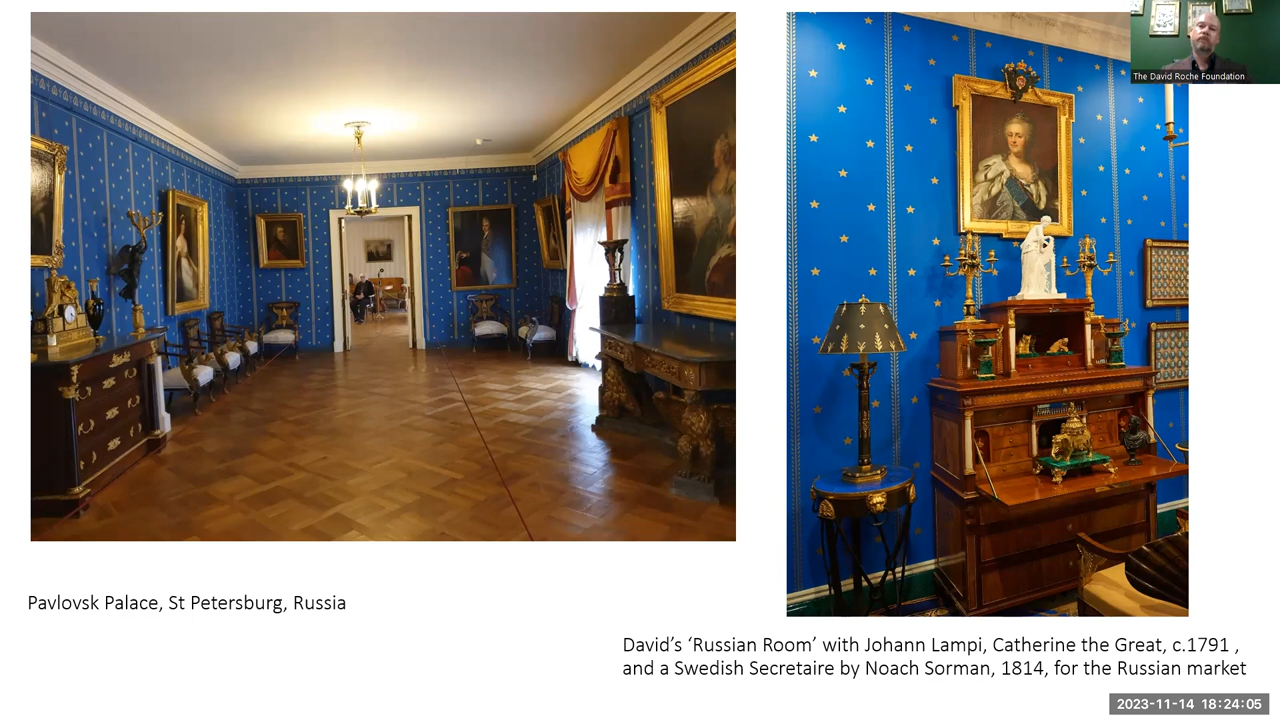 The David Roche Foundation
Pavlovsk Palace, St Petersburg, Russia
David’s ‘Russian Room’ with Johann Lampi, Catherine the Great, c.1791 ,
and a Swedish Secretaire by Noach Sorman, 1814, for the Russian market
2023-11-14 18:24:05